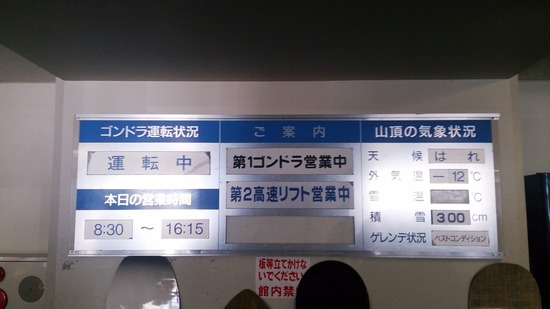 ゴンドラ運転状況
運転中
本日の営業時間
8:30 ～ 16:15
ご案内
第1ゴンドラ営業中
第2高速リフト営業中
山頂の気象状況
天候 はれ
外気温 －12℃
雪温 ℃
積雪 300cm
ゲレンデ状況 ベストコンディション
板等立てかけな
いでください
館内禁